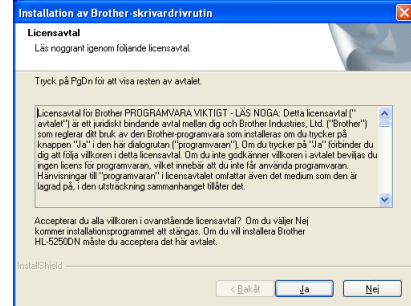 Installation av Brother-skrivardrivrutin
Licensavtal
Läs noggrant igenom följande licensavtal.
Tryck på PgDn för att visa resten av avtalet.
Licensavtal för Brother PROGRAMVARA VIKTIGT - LÄS NOGA: Detta licensavtal ("
avtalet") är ett juridiskt bindande avtal mellan dig och Brother Industries, Ltd. ("Brother")
som reglerar ditt bruk av den Brother-programvara som installeras om du trycker på
knappen "Ja" i den här dialogrutan ("programvaran"). Om du trycker på "Ja" förbinder du
dig att följa villkoren i detta licensavtal. Om du inte godkänner villkoren i avtalet beviljas du
ingen licens för programvaran, vilket innebär att du inte får använda programvaran.
Hänvisningar till "programvaran" i licensavtalet omfattar även det medium som den är
lagrad på, i den utsträckning sammanhanget tillåter det.
Accepterar du alla villkoren i ovanstående licensavtal? Om du väljer Nej
kommer installationsprogrammet att stängas. Om du vill installera Brother
HL-5250DN måste du acceptera det här avtalet.
InstallShield
< Bakåt Ja Nej